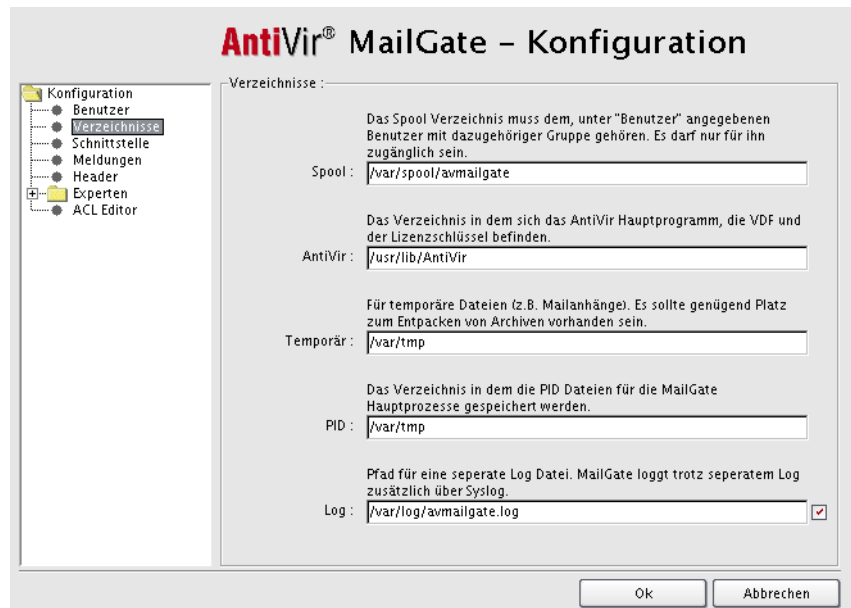 AntiVir® MailGate – Konfiguration
Konfiguration
Benutzer
Verzeichnisse
Schnittstelle
Meldungen
Header
Experten
ACL Editor
Verzeichnisse :
Das Spool Verzeichnis muss dem, unter "Benutzer" angegebenen
Benutzer mit dazugehöriger Gruppe gehören. Es darf nur für ihn
zugänglich sein.
Spool : /var/spool/avmailgate
Das Verzeichnis in dem sich das AntiVir Hauptprogramm, die VDF und
der Lizenzschlüssel befinden.
AntiVir : /usr/lib/AntiVir
Für temporäre Dateien (z.B. Mailanhänge). Es sollte genügend Platz
zum Entpacken von Archiven vorhanden sein.
Temporär : /var/tmp
Das Verzeichnis in dem die PID Dateien für die MailGate
Hauptprozesse gespeichert werden.
PID : /var/tmp
Pfad für eine seperate Log Datei. MailGate loggt trotz seperatem Log
zusätzlich über Syslog.
Log : /var/log/avmailgate.log
Ok Abbrechen